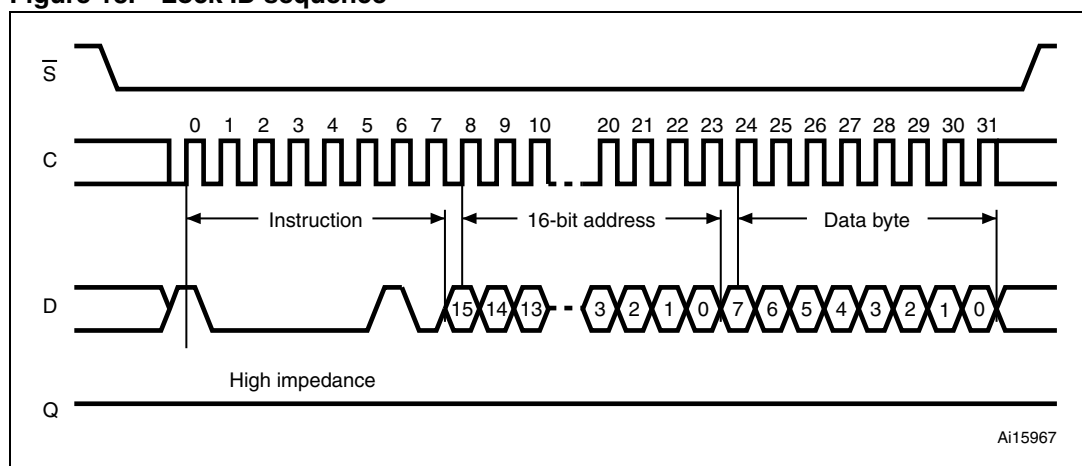 Lock ID sequence
S
0 1 2 3 4 5 6 7 8 9 10 20 21 22 23 24 25 26 27 28 29 30 31
C
Instruction 16-bit address Data byte
D
15 14 13 3 2 1 0 7 6 5 4 3 2 1 0
High impedance
Q
Ai15967